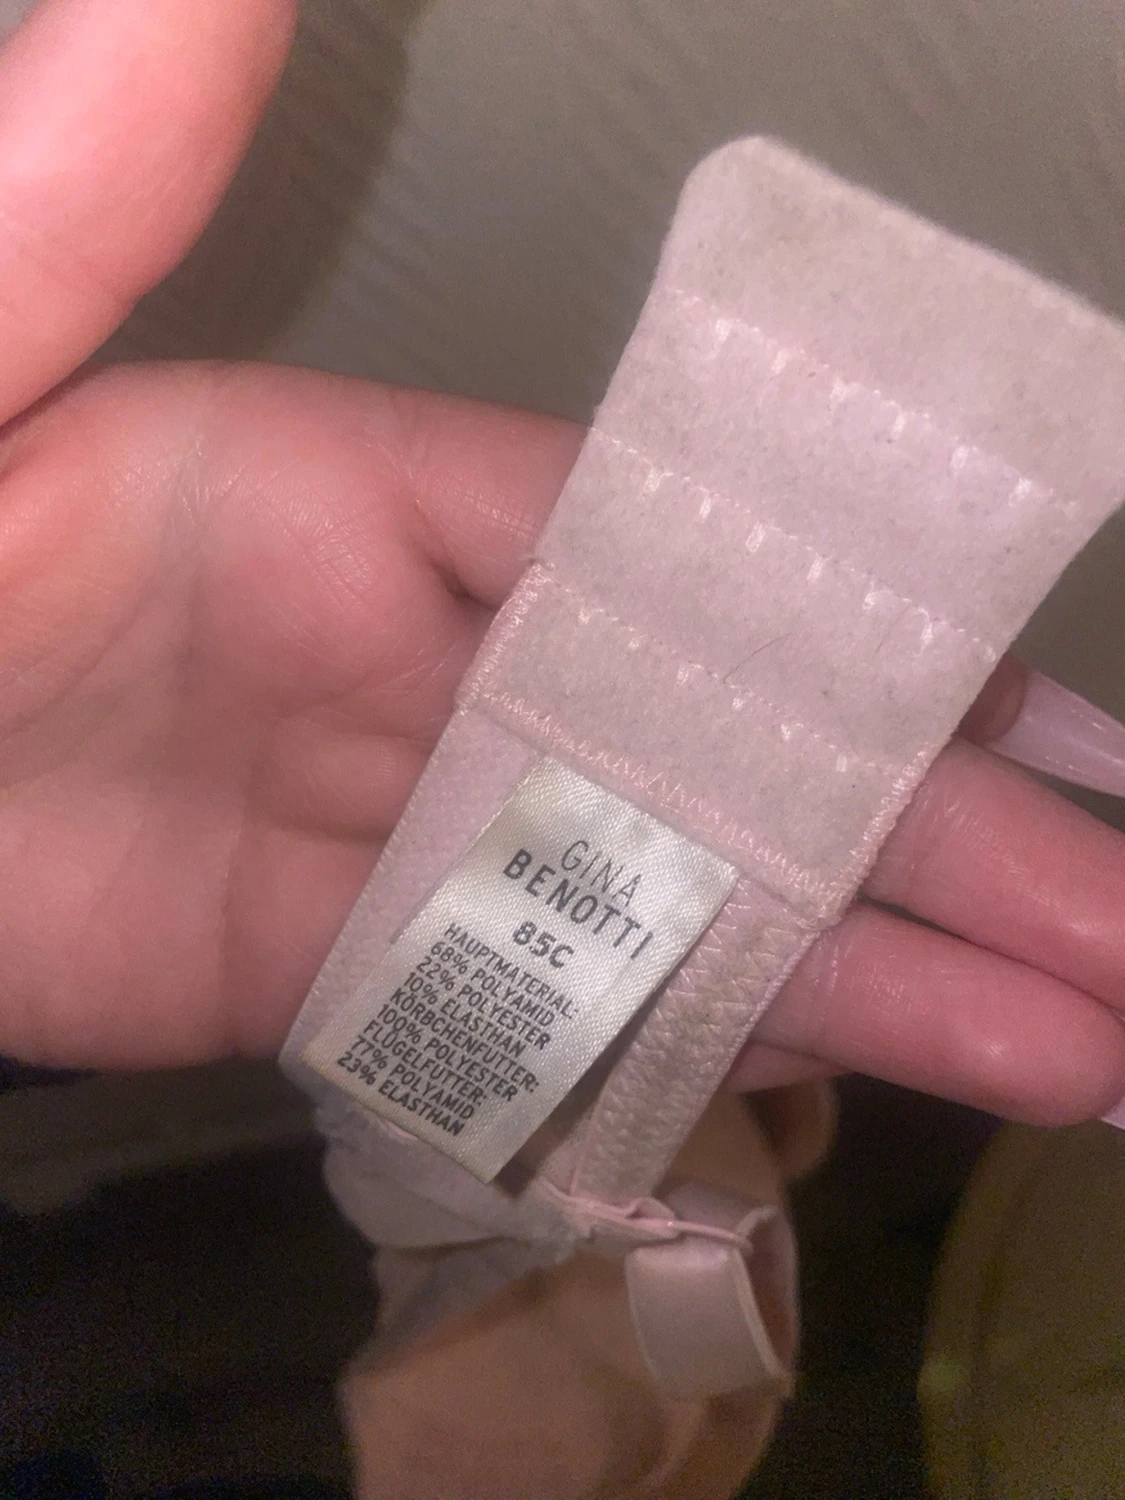 GINA
BENOTTI
85C
HAUPTMATERIAL:
68% POLYAMID
22% POLYESTER
10% ELASTHAN
KÖRBCHENFUTTER:
100% POLYESTER
FLÜGELFUTTER:
77% POLYAMID
23% ELASTHAN